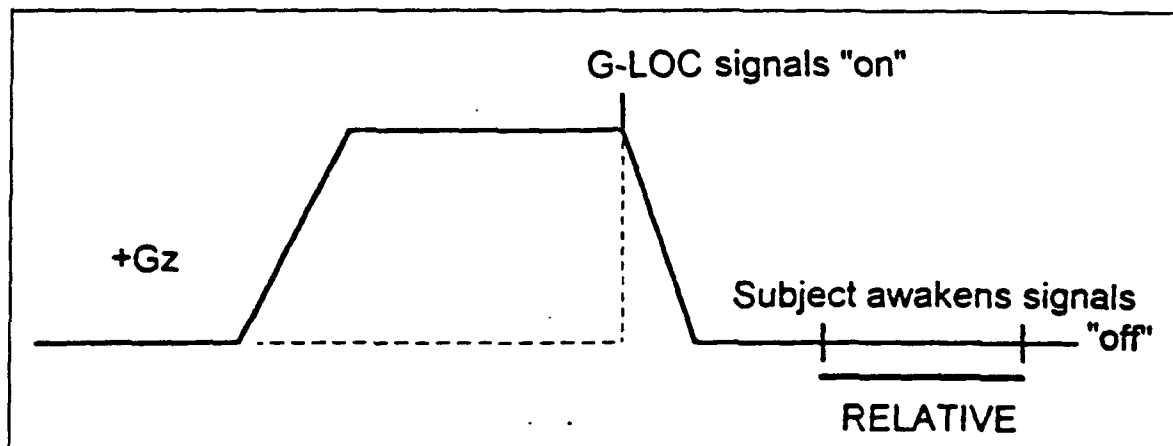 G-LOC signals "on"
+Gz
Subject awakens signals
"off"
RELATIVE